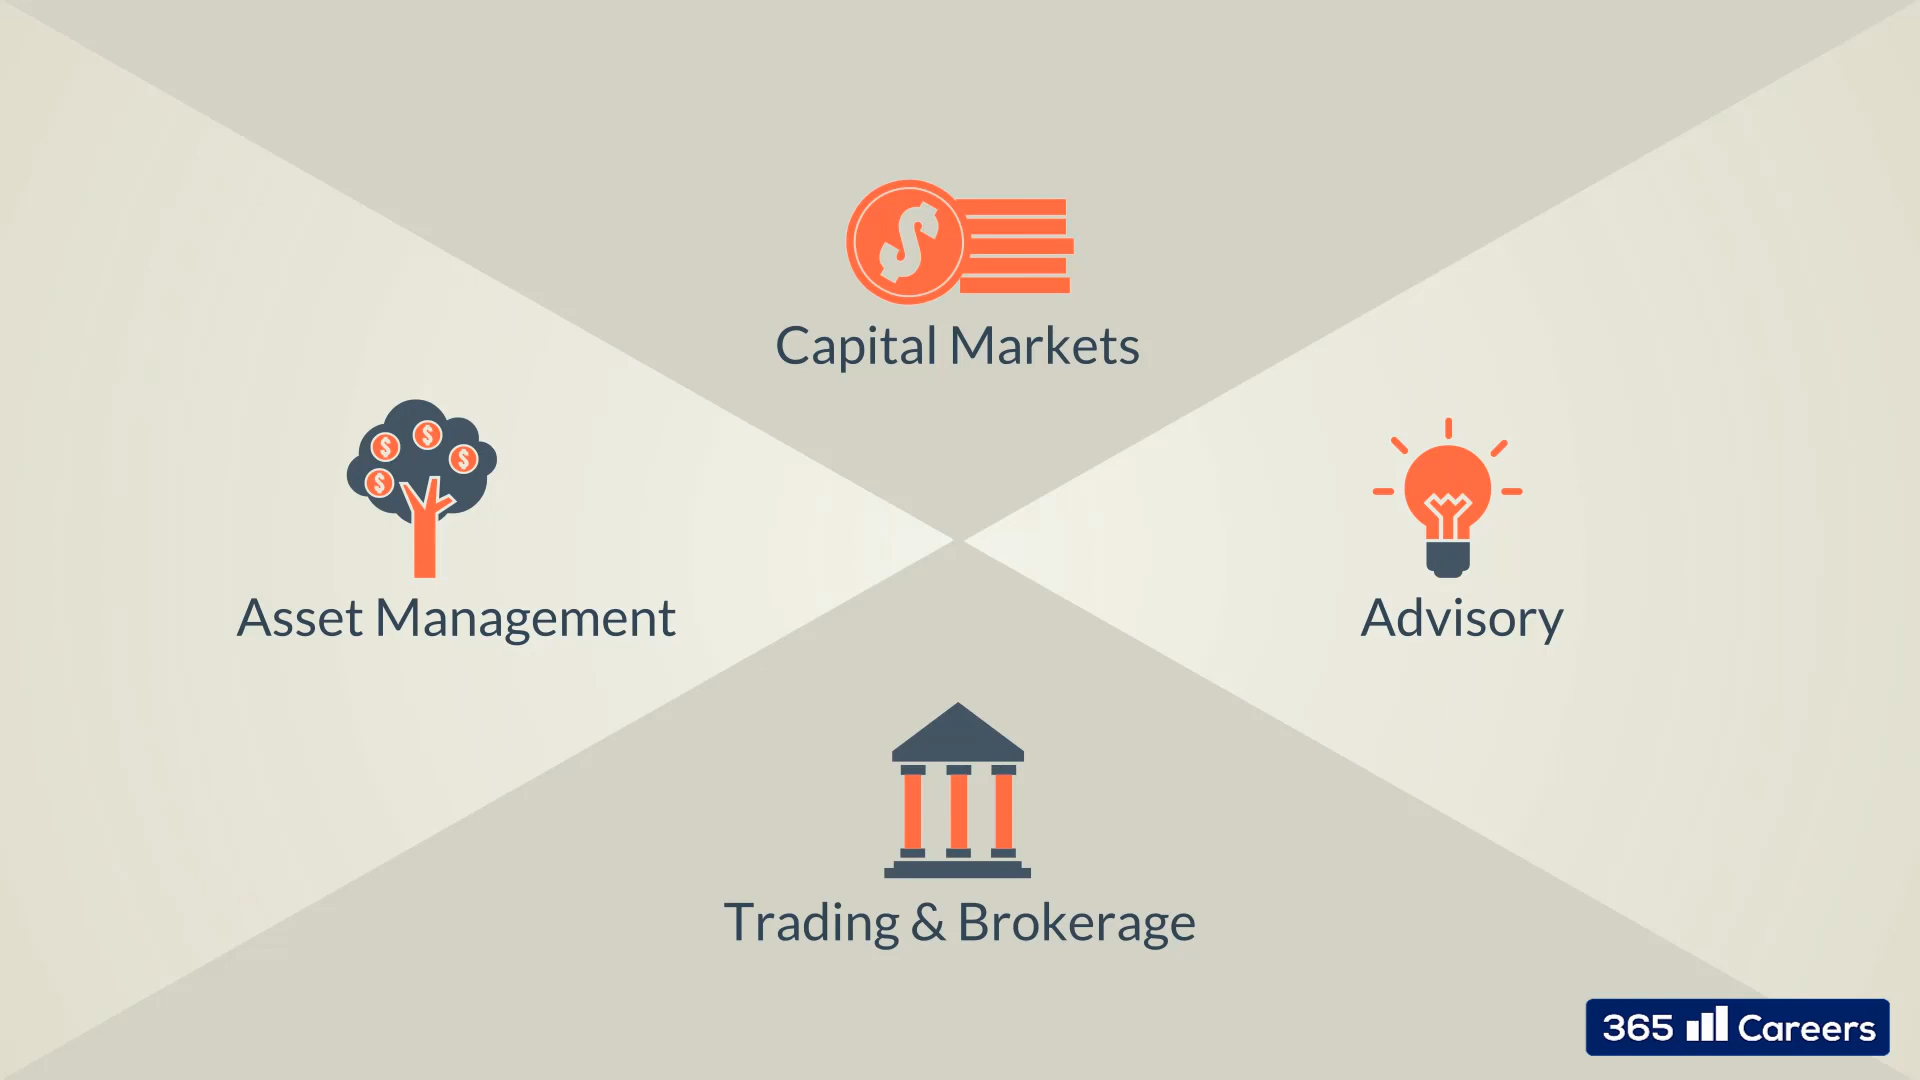 Capital Markets
Asset Management
Advisory
Trading & Brokerage
365 Careers